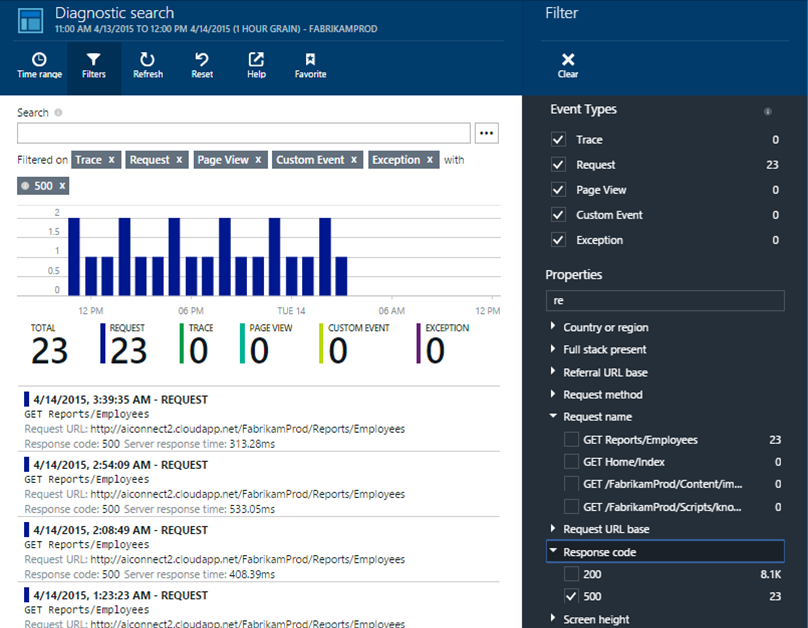 Diagnostic search
11:00 AM 4/13/2015 TO 12:00 PM 4/14/2015 (1 HOUR GRAIN) - FABRIKAMPROD
Time range Filters Refresh Reset Help Favorite
Search
Filtered on Trace x Request x Page View x Custom Event x Exception x with
500 x
2
1.5
1
0.5
0
12 PM 06 PM TUE 14 06 AM 12 PM
TOTAL REQUEST TRACE PAGE VIEW CUSTOM EVENT EXCEPTION
23 23 0 0 0 0
4/14/2015, 3:39:35 AM - REQUEST
GET Reports/Employees
Request URL: http://aiconnect2.cloudapp.net/FabrikamProd/Reports/Employees
Response code: 500 Server response time: 313.28ms
4/14/2015, 2:54:09 AM - REQUEST
GET Reports/Employees
Request URL: http://aiconnect2.cloudapp.net/FabrikamProd/Reports/Employees
Response code: 500 Server response time: 533.05ms
4/14/2015, 2:08:49 AM - REQUEST
GET Reports/Employees
Request URL: http://aiconnect2.cloudapp.net/FabrikamProd/Reports/Employees
Response code: 500 Server response time: 408.39ms
4/14/2015, 1:23:23 AM - REQUEST
GET Reports/Employees
Request URL: http://aiconnect2.cloudapp.net/FabrikamProd/Reports/Employees
Filter
Clear
Event Types
Trace 0
Request 23
Page View 0
Custom Event 0
Exception 0
Properties
re
Country or region
Full stack present
Referral URL base
Request method
Request name
GET Reports/Employees 23
GET Home/Index 0
GET /FabrikamProd/Content/im... 0
GET /FabrikamProd/Scripts/kno... 0
Request URL base
Response code
200 8.1K
500 23
Screen height